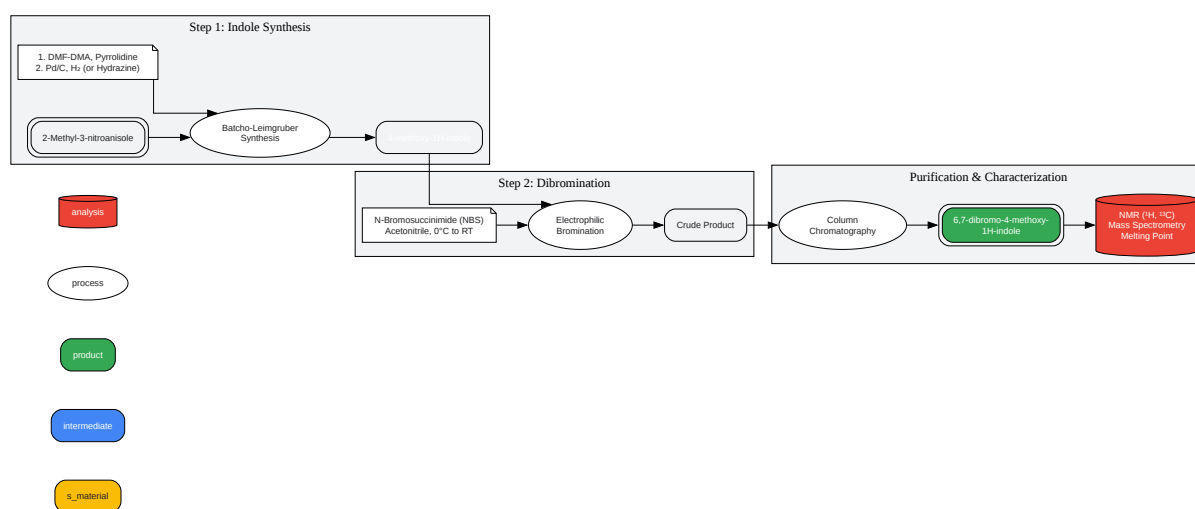 Step 1: Indole Synthesis
1. DMF-DMA, Pyrrolidine
2. Pd/C, H₂ (or Hydrazine)
2-Methyl-3-nitroanisole
Batcho-Leimgruber
Synthesis
Step 2: Dibromination
N-Bromosuccinimide (NBS)
Acetonitrile, 0°C to RT
Electrophilic
Bromination
Crude Product
Purification & Characterization
Column
Chromatography
6,7-dibromo-4-methoxy-
1H-indole
NMR (¹H, ¹³C)
Mass Spectrometry
Melting Point
analysis
process
product
intermediate
s_material